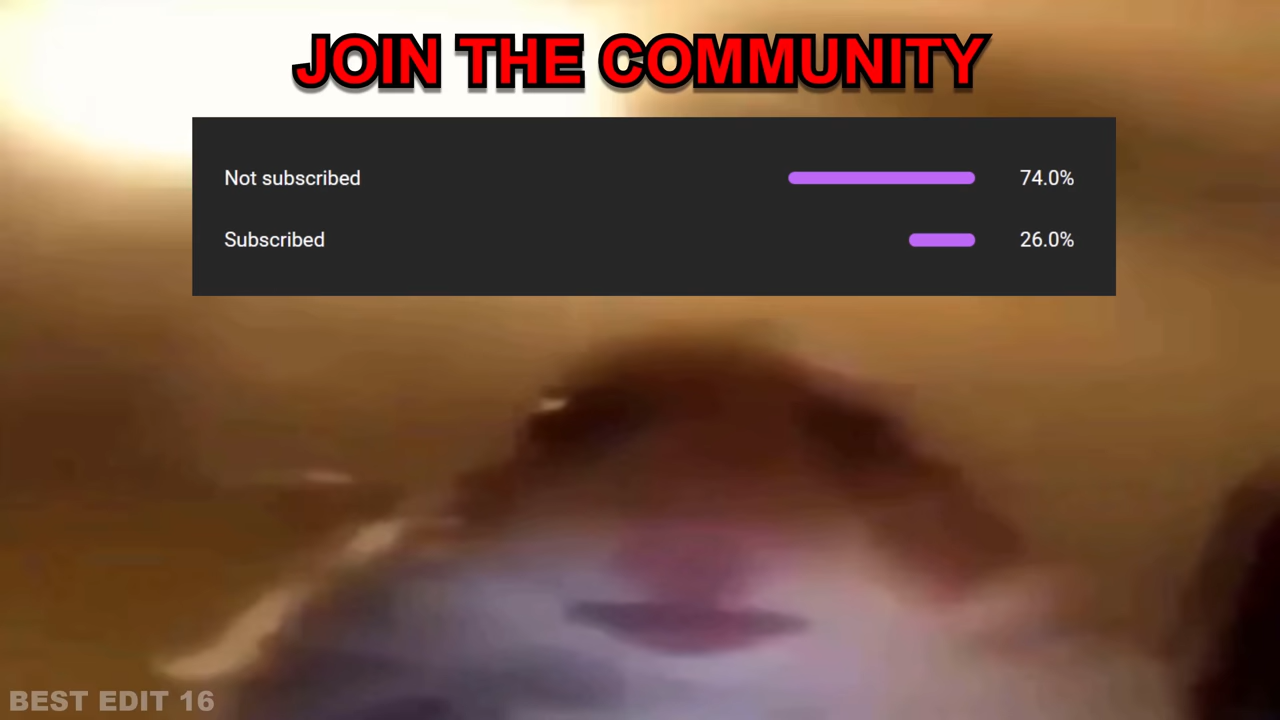 JOIN THE COMMUNITY
Not subscribed 74.0%
Subscribed 26.0%
BEST EDIT 16